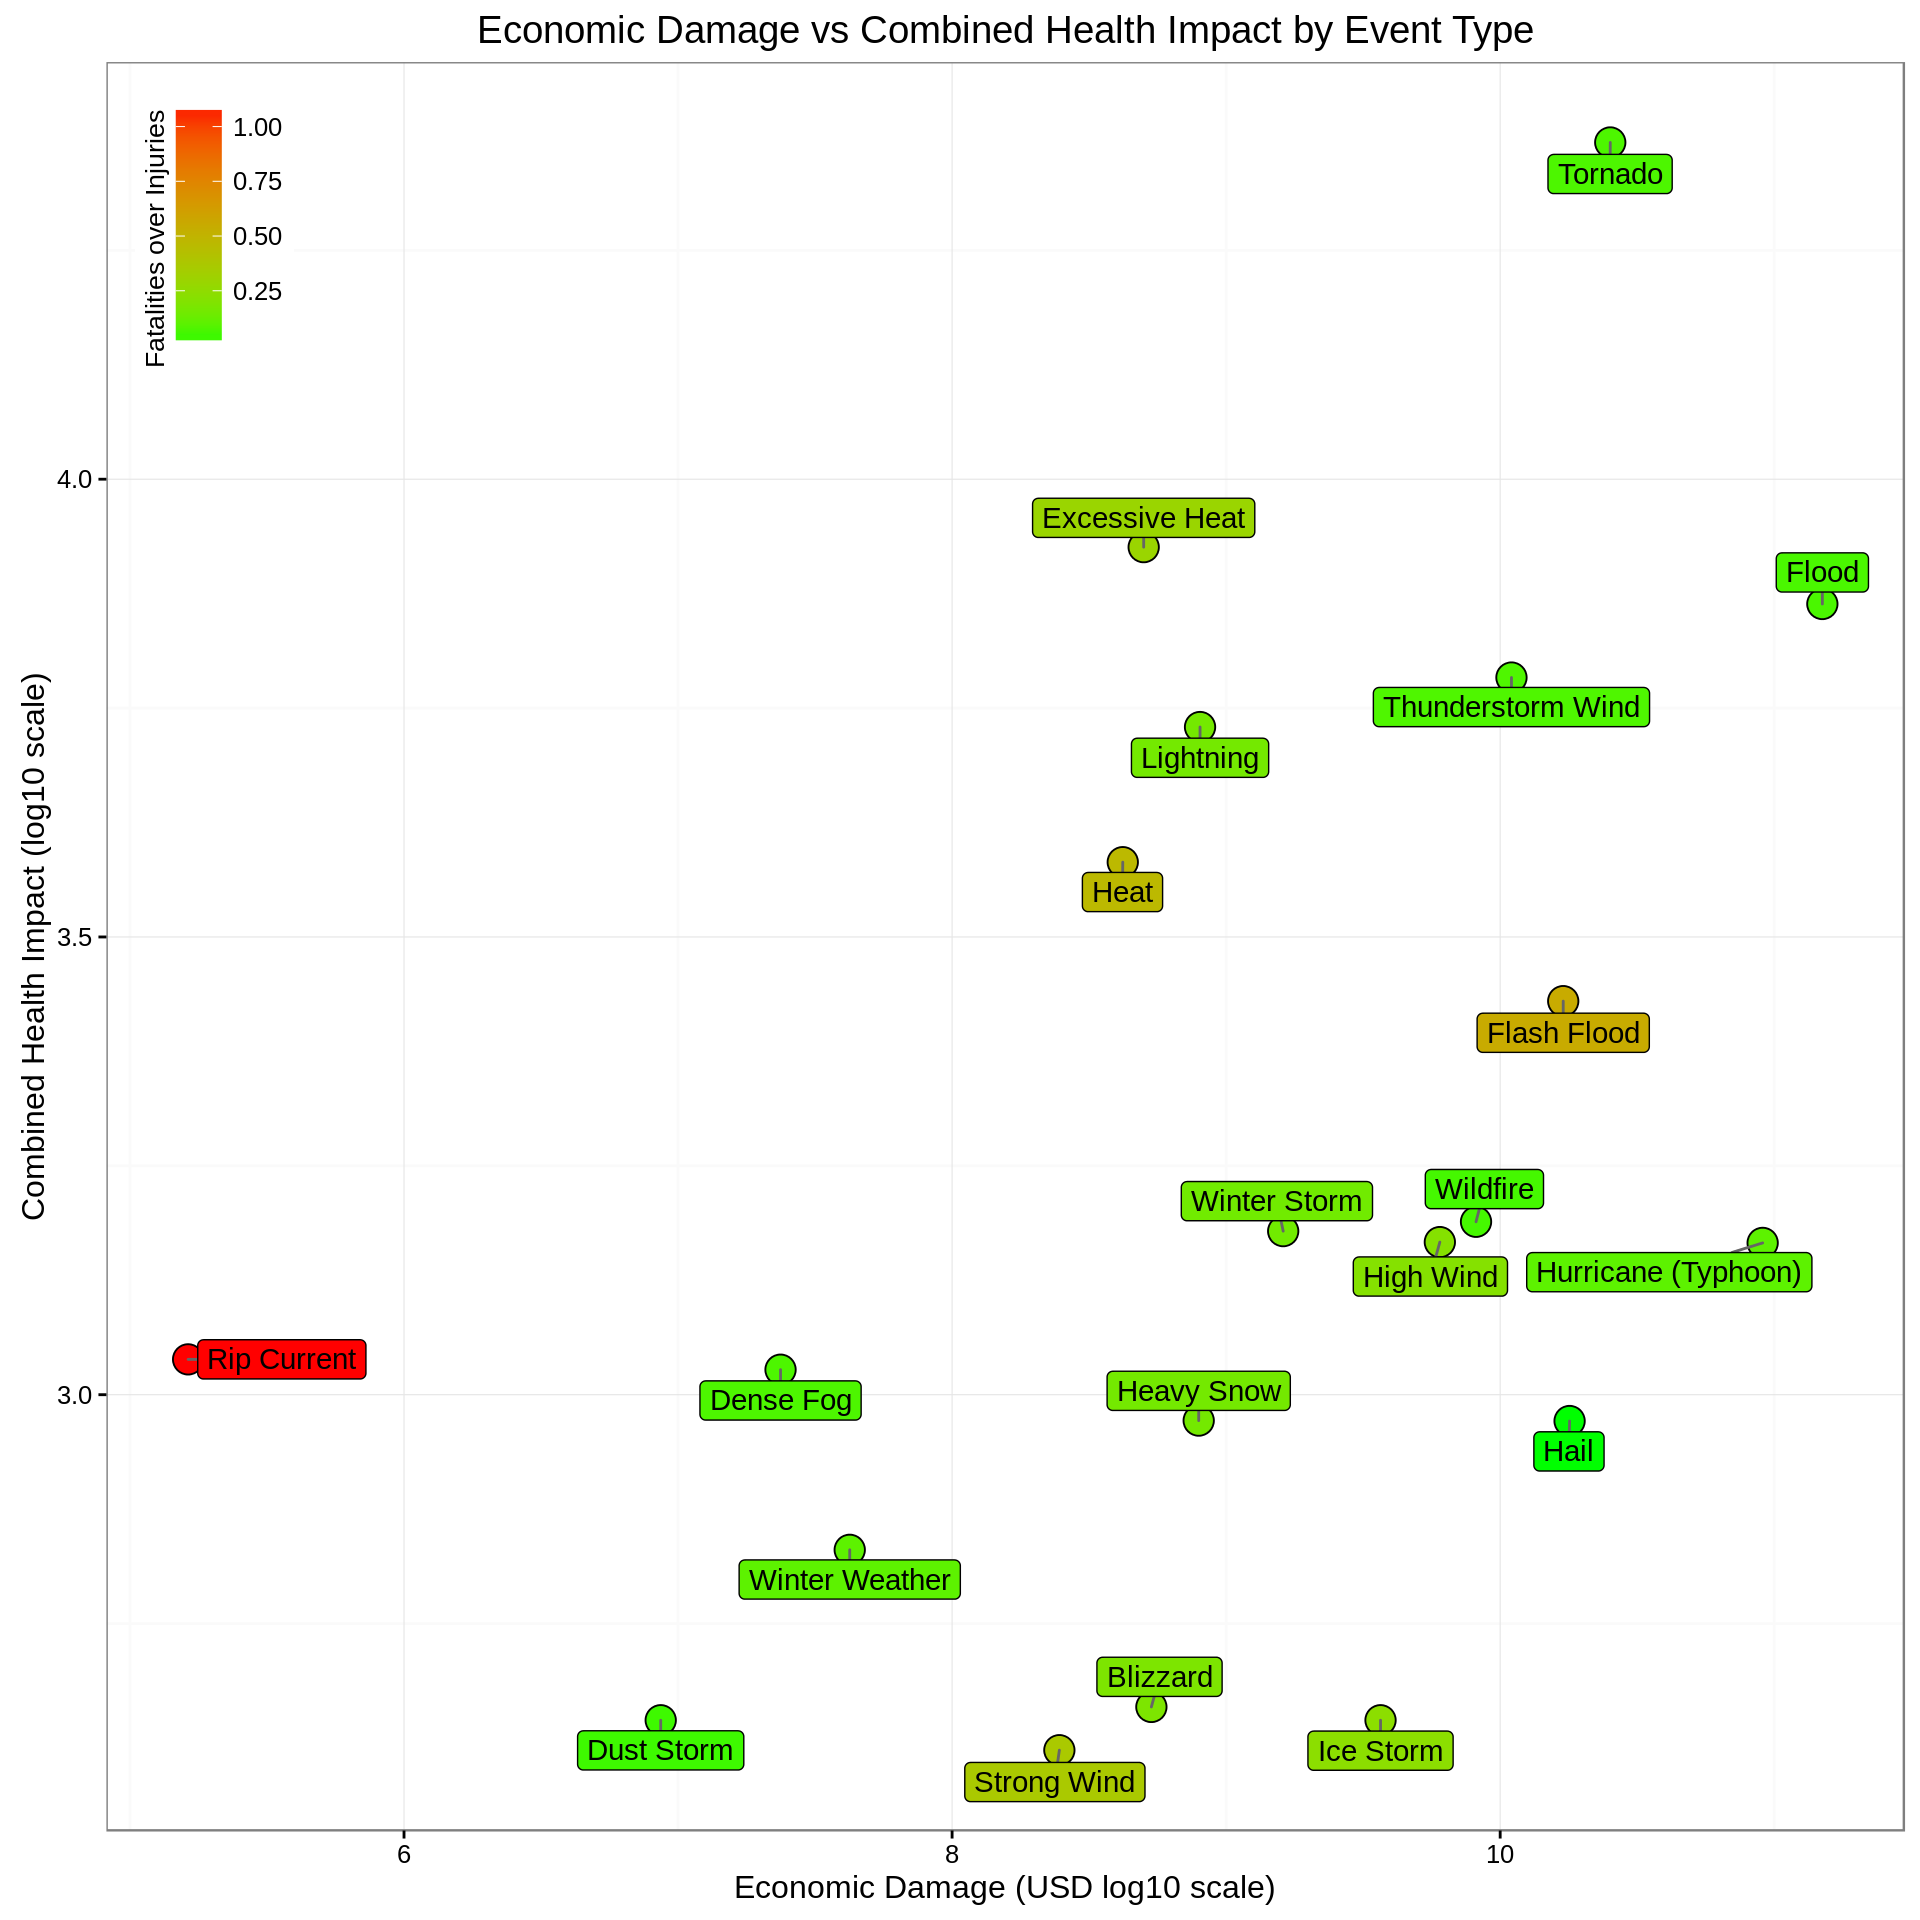 Economic Damage vs Combined Health Impact by Event Type
Fatalities over Injuries
1.00
0.75
0.50
0.25
Combined Health Impact (log10 scale)
4.0
3.5
3.0
Tornado
Excessive Heat
Flood
Thunderstorm Wind
Lightning
Heat
Flash Flood
Wildfire
Winter Storm
Hurricane (Typhoon)
High Wind
Rip Current
Heavy Snow
Dense Fog
Hail
Winter Weather
Blizzard
Dust Storm
Ice Storm
Strong Wind
6
8
10
Economic Damage (USD log10 scale)